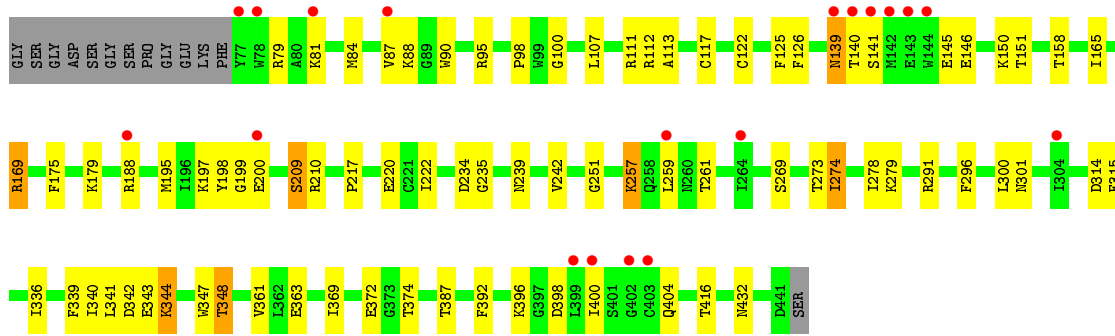 GLY SER GLY ASP SER GLY SER PRO GLY GLU LYS PHE Y77 W78 R79 A80 K81 M84 V87 K88 G89 W90 R95 P98 W99 G100 L107 R111 R112 A113 C117 C122 F125 F126 N139 T140 S141 M142 E143 W144 E145 E146 K150 T151 T158 I165
R169 F175 K179 R188 M195 I196 K197 Y198 G199 E200 S209 R210 P217 E220 C221 I222 D234 G235 N239 V242 G251 K257 Q258 L259 N260 T261 I264 S269 T273 I274 I278 K279 R291 F296 L300 N301 I304 D314
I336 F339 I340 L341 D342 E343 K344 W347 T348 V361 L362 E363 I369 E372 G373 T374 T387 F392 K396 G397 D398 L399 I400 S401 G402 C403 Q404 T416 N432 D441 SER